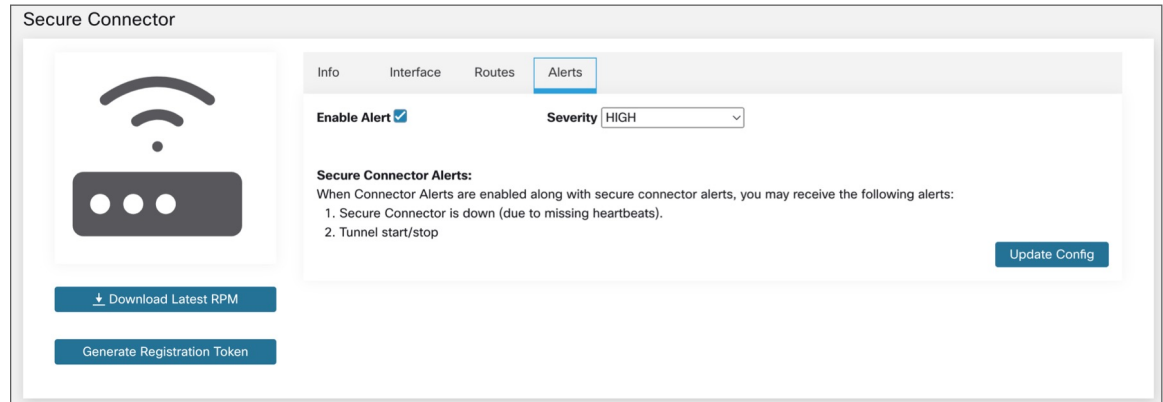 Secure Connector
Info Interface Routes Alerts
Enable Alert Severity HIGH
Secure Connector Alerts:
When Connector Alerts are enabled along with secure connector alerts, you may receive the following alerts:
1. Secure Connector is down (due to missing heartbeats).
2. Tunnel start/stop
Update Config
Download Latest RPM
Generate Registration Token